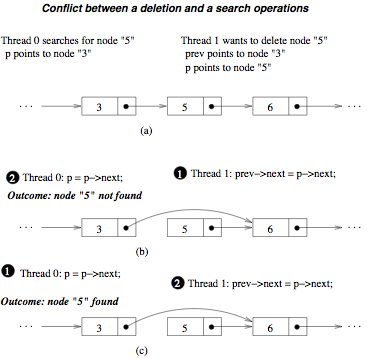 Conflict between a deletion and a search operations
Thread 0 searches for node "5"
p points to node "3"
Thread 1 wants to delete node "5"
prev points to node "3"
p points to node "5"
... 3 5 6 ...
(a)
2 Thread 0: p = p->next;
1 Thread 1: prev->next = p->next;
Outcome: node "5" not found
... 3 5 6 ...
(b)
1 Thread 0: p = p->next;
2 Thread 1: prev->next = p->next;
Outcome: node "5" found
... 3 5 6 ...
(c)